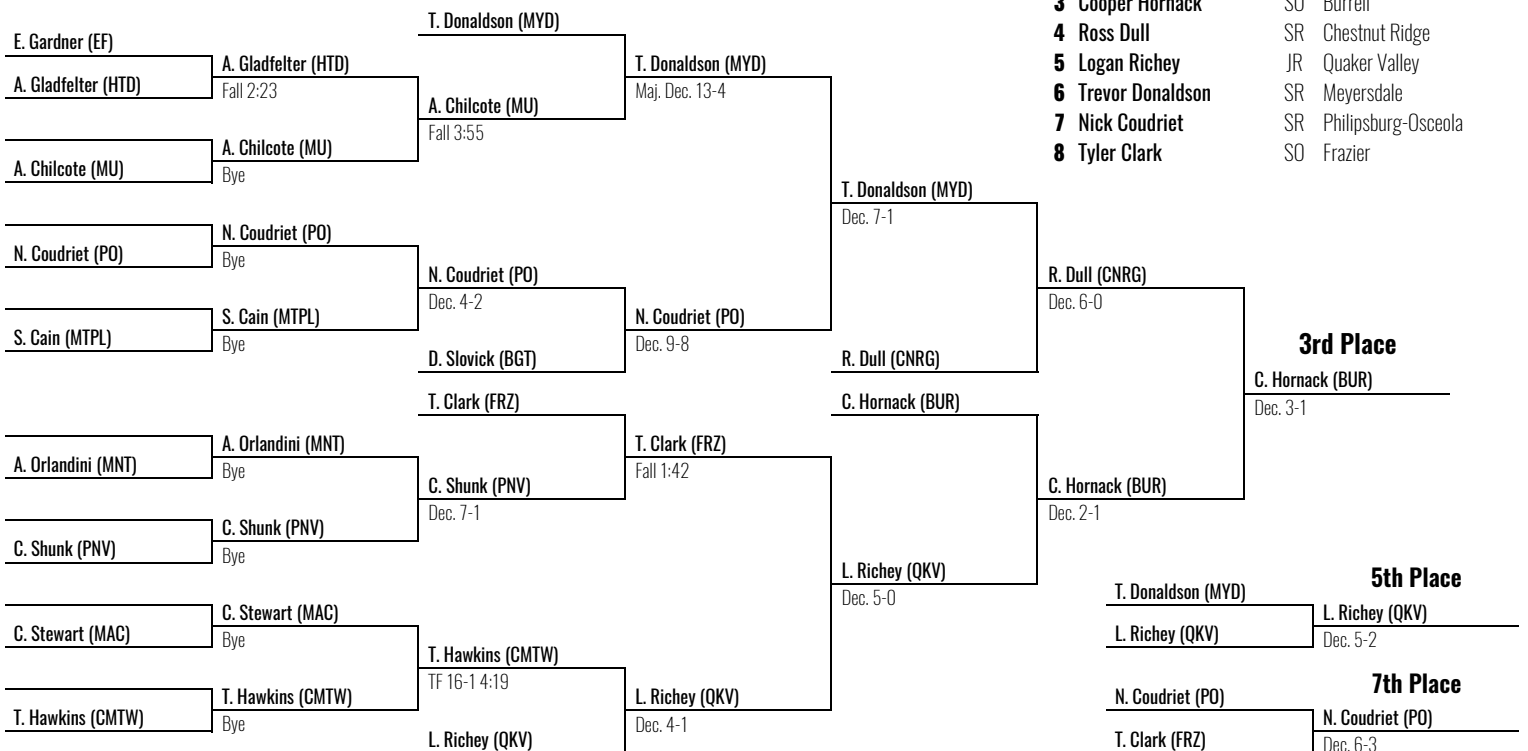 E. Gardner (EF)
A. Gladfelter (HTD)
A. Chilcote (MU)
N. Coudriet (PO)
S. Cain (MTPL)
A. Orlandini (MNT)
C. Shunk (PNV)
C. Stewart (MAC)
T. Hawkins (CMTW)
A. Gladfelter (HTD)
Fall 2:23
A. Chilcote (MU)
Bye
N. Coudriet (PO)
Bye
S. Cain (MTPL)
Bye
A. Orlandini (MNT)
Bye
C. Shunk (PNV)
Bye
C. Stewart (MAC)
Bye
T. Hawkins (CMTW)
Bye
T. Donaldson (MYD)
A. Chilcote (MU)
Fall 3:55
N. Coudriet (PO)
Dec. 4-2
D. Slovick (BGT)
T. Clark (FRZ)
C. Shunk (PNV)
Dec. 7-1
T. Hawkins (CMTW)
TF 16-1 4:19
L. Richey (QKV)
T. Donaldson (MYD)
Maj. Dec. 13-4
N. Coudriet (PO)
Dec. 9-8
T. Clark (FRZ)
Fall 1:42
L. Richey (QKV)
Dec. 4-1
T. Donaldson (MYD)
Dec. 7-1
R. Dull (CNRG)
C. Hornack (BUR)
L. Richey (QKV)
Dec. 5-0
R. Dull (CNRG)
Dec. 6-0
C. Hornack (BUR)
Dec. 2-1
3rd Place
C. Hornack (BUR)
Dec. 3-1
3 Cooper Hornack SO Burrell
4 Ross Dull SR Chestnut Ridge
5 Logan Richey JR Quaker Valley
6 Trevor Donaldson SR Meyersdale
7 Nick Coudriet SR Philipsburg-Osceola
8 Tyler Clark SO Frazier
5th Place
T. Donaldson (MYD)
L. Richey (QKV)
L. Richey (QKV)
Dec. 5-2
7th Place
N. Coudriet (PO)
T. Clark (FRZ)
N. Coudriet (PO)
Dec. 6-3